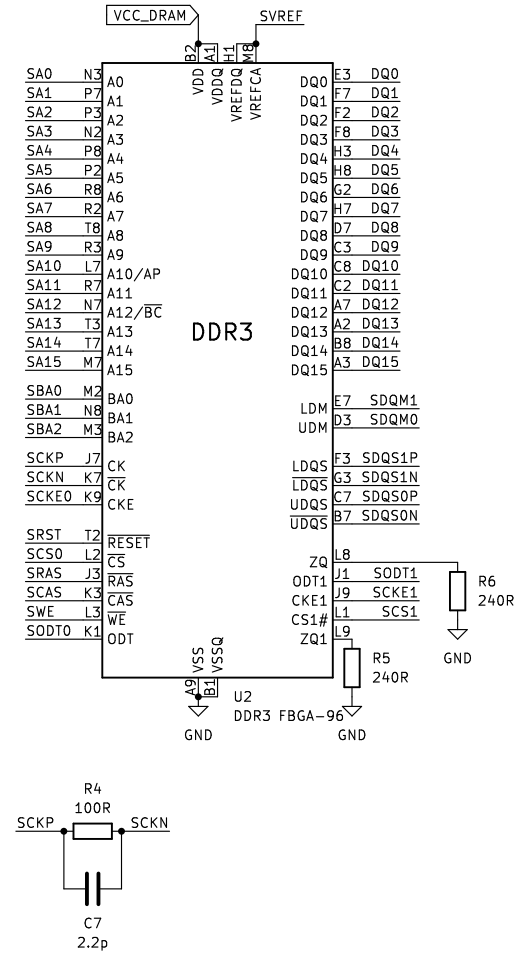 VCC_DRAM
SVREF
B2 A1 H1 M8
VDD VDDQ VREFDQ VREFCA
SA0 N3 A0 DQ0 E3 DQ0
SA1 P7 A1 DQ1 F7 DQ1
SA2 P3 A2 DQ2 F2 DQ2
SA3 N2 A3 DQ3 F8 DQ3
SA4 P8 A4 DQ4 H3 DQ4
SA5 P2 A5 DQ5 H8 DQ5
SA6 R8 A6 DQ6 G2 DQ6
SA7 R2 A7 DQ7 H7 DQ7
SA8 T8 A8 DQ8 D7 DQ8
SA9 R3 A9 DQ9 C3 DQ9
SA10 L7 A10/AP DQ10 C8 DQ10
SA11 R7 A11 DQ11 C2 DQ11
SA12 N7 A12/BC DQ12 A7 DQ12
SA13 T3 A13 DQ13 A2 DQ13
SA14 T7 A14 DQ14 B8 DQ14
SA15 M7 A15 DQ15 A3 DQ15
DDR3
SBA0 M2 BA0 LDM E7 SDQM1
SBA1 N8 BA1 UDM D3 SDQM0
SBA2 M3 BA2
SCKP J7 CK LDQS F3 SDQS1P
SCKN K7 CK LDQS G3 SDQS1N
SCKE0 K9 CKE UDQS C7 SDQS0P
UDQS B7 SDQS0N
SRST T2 RESET
SCS0 L2 CS ZQ L8
SRAS J3 RAS ODT1 J1 SODT1
SCAS K3 CAS CKE1 J9 SCKE1
SWE L3 WE CS1# L1 SCS1
SODT0 K1 ODT ZQ1 L9
R6
240R
GND
VSS VSSQ
A9 B1
R5
240R
U2
DDR3 FBGA-96
GND
GND
R4
100R
SCKP
SCKN
C7
2.2p